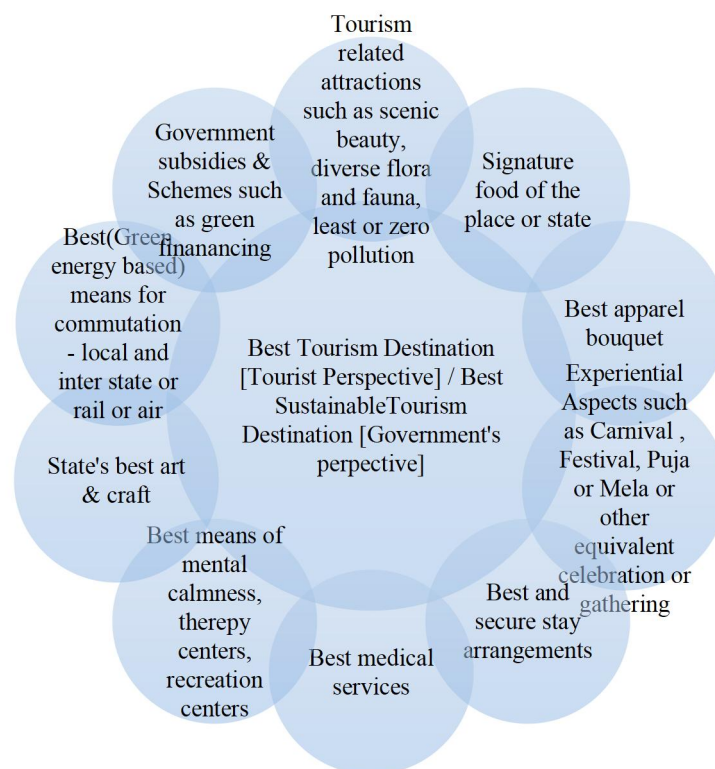 Tourism
related
attractions
such as scenic
beauty,
diverse flora
and fauna,
least or zero
pollution
Signature
food of the
place or state
Best apparel
bouquet
Experiential
Aspects such
as Carnival ,
Festival, Puja
or Mela or
other
equivalent
celebration or
gathering
Best and
secure stay
arrangements
Best medical
services
Best means of
mental
calmness,
therepy
centers,
recreation
centers
State's best art
& craft
Best(Green
energy based)
means for
commutation
- local and
inter state or
rail or air
Government
subsidies &
Schemes such
as green
finanancing
Best Tourism Destination
[Tourist Perspective] / Best
SustainableTourism
Destination [Government's
perpective]